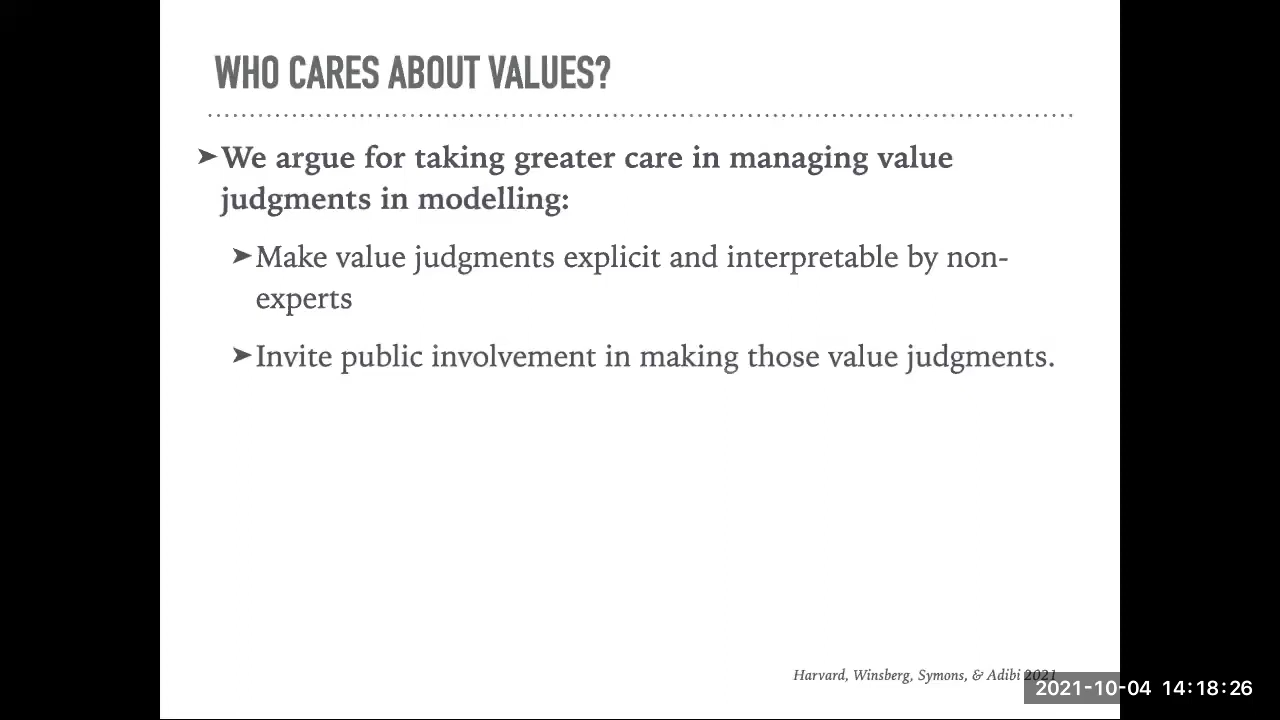 WHO CARES ABOUT VALUES?
➤We argue for taking greater care in managing value
judgments in modelling:
➤Make value judgments explicit and interpretable by non-
experts
➤Invite public involvement in making those value judgments.
Harvard, Winsberg, Symons, & Adibi 2021
2021-10-04 14:18:26